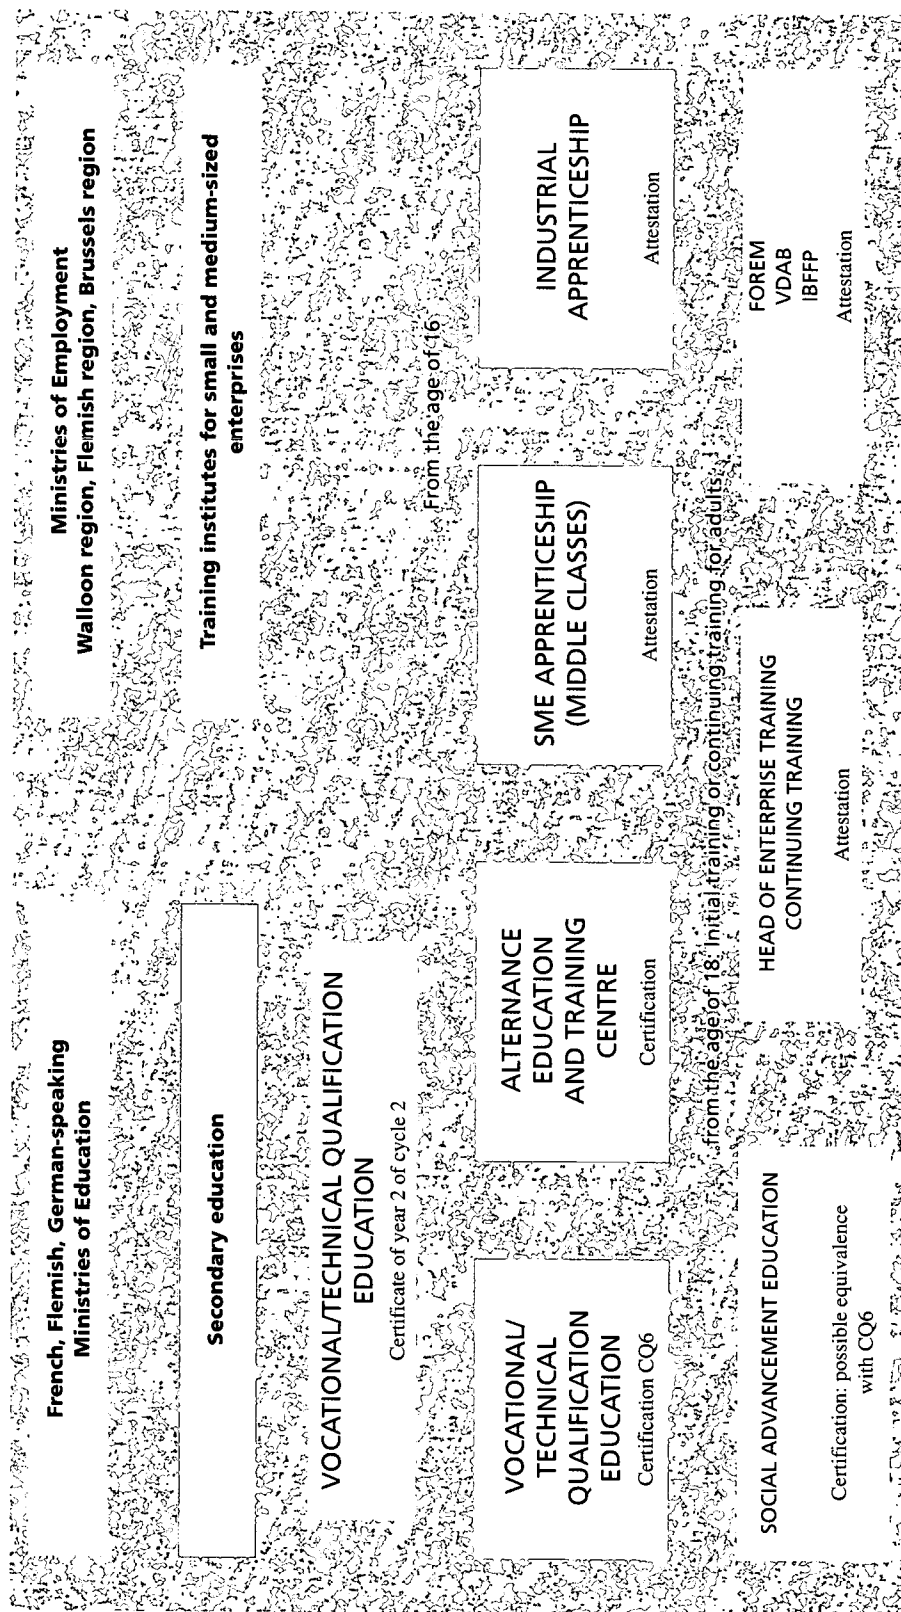 French, Flemish, German-speaking
Ministries of Education
Ministries of Employment
Walloon region, Flemish region, Brussels region
Secondary education
Training institutes for small and medium-sized
enterprises
VOCATIONAL/TECHNICAL QUALIFICATION
EDUCATION
Certificate of year 2 of cycle 2
From the age of 16
VOCATIONAL/
TECHNICAL
QUALIFICATION
EDUCATION
Certification CQ6
ALTERNANCE
EDUCATION
AND TRAINING
CENTRE
Certification
SME APPRENTICESHIP
(MIDDLE CLASSES)
Attestation
INDUSTRIAL
APPRENTICESHIP
Attestation
from the age of 18: Initial training or continuing training for adults
SOCIAL ADVANCEMENT EDUCATION
Certification: possible equivalence
with CQ6
HEAD OF ENTERPRISE TRAINING
CONTINUING TRAINING
Attestation
FOREM
VDAB
IBFFP
Attestation